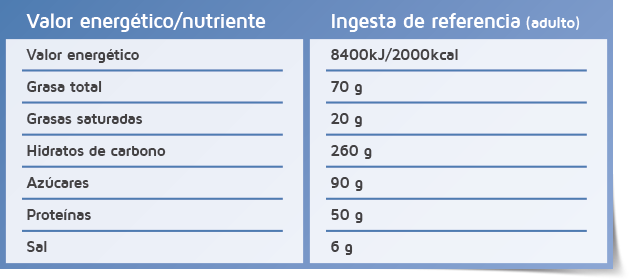 Valor energético/nutriente Ingesta de referencia (adulto)
Valor energético 8400kJ/2000kcal
Grasa total 70 g
Grasas saturadas 20 g
Hidratos de carbono 260 g
Azúcares 90 g
Proteínas 50 g
Sal 6 g